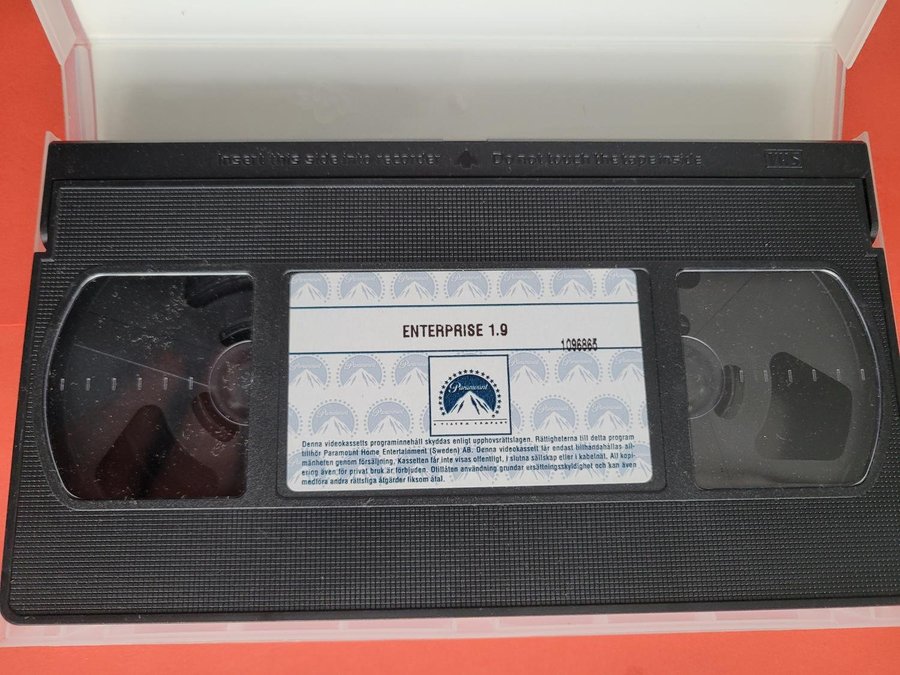 Insert this side into recorder Do not touch the tape inside VHS
ENTERPRISE 1.9
1096865
Paramount
A VIACOM COMPANY
Denna videokassetts programinnehåll skyddas enligt upphovsrättslagen. Rättigheterna till detta program
tillhör Paramount Home Entertainment (Sweden) AB. Denna videokassett får endast tillhandahållas all-
mänheten genom försäljning. Kassetten får inte visas offentligt, i slutna sällskap eller i kabelnät. All kopi-
ering även för privat bruk är förbjuden. Otillåten användning grundar ersättningsskyldighet och kan även
medföra andra rättsliga åtgärder liksom åtal.